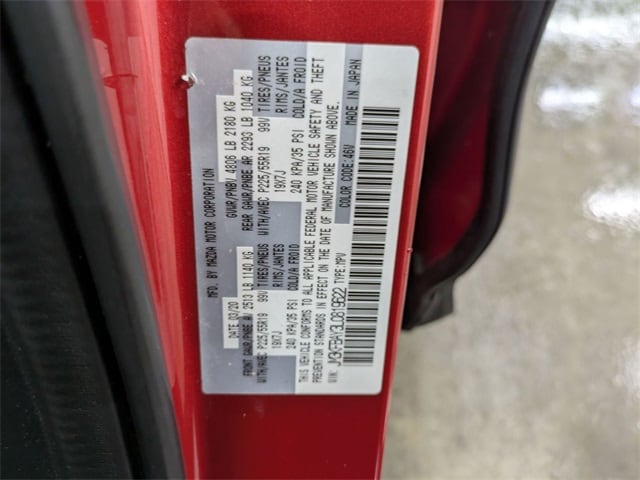 MFD. BY MAZDA MOTOR CORPORATION
DATE 03/20 GVWR/PNBV 4806 LB 2180 KG
FRONT GAWR/PNBE AV 2513 LB 1140 KG REAR GAWR/PNBE AR 2293 LB 1040 KG
WITH/AVEC P225/55R19 99V TIRES/PNEUS WITH/AVEC P225/55R19 99V TIRES/PNEUS
19X7J RIMS/JANTES 19X7J RIMS/JANTES
240 KPA/35 PSI COLD/A FROID 240 KPA/35 PSI COLD/A FROID
THIS VEHICLE CONFORMS TO ALL APPLICABLE FEDERAL MOTOR VEHICLE SAFETY AND THEFT
PREVENTION STANDARDS IN EFFECT ON THE DATE OF MANUFACTURE SHOWN ABOVE.
VIN: TYPE:MPV COLOR CODE:46V MADE IN JAPAN